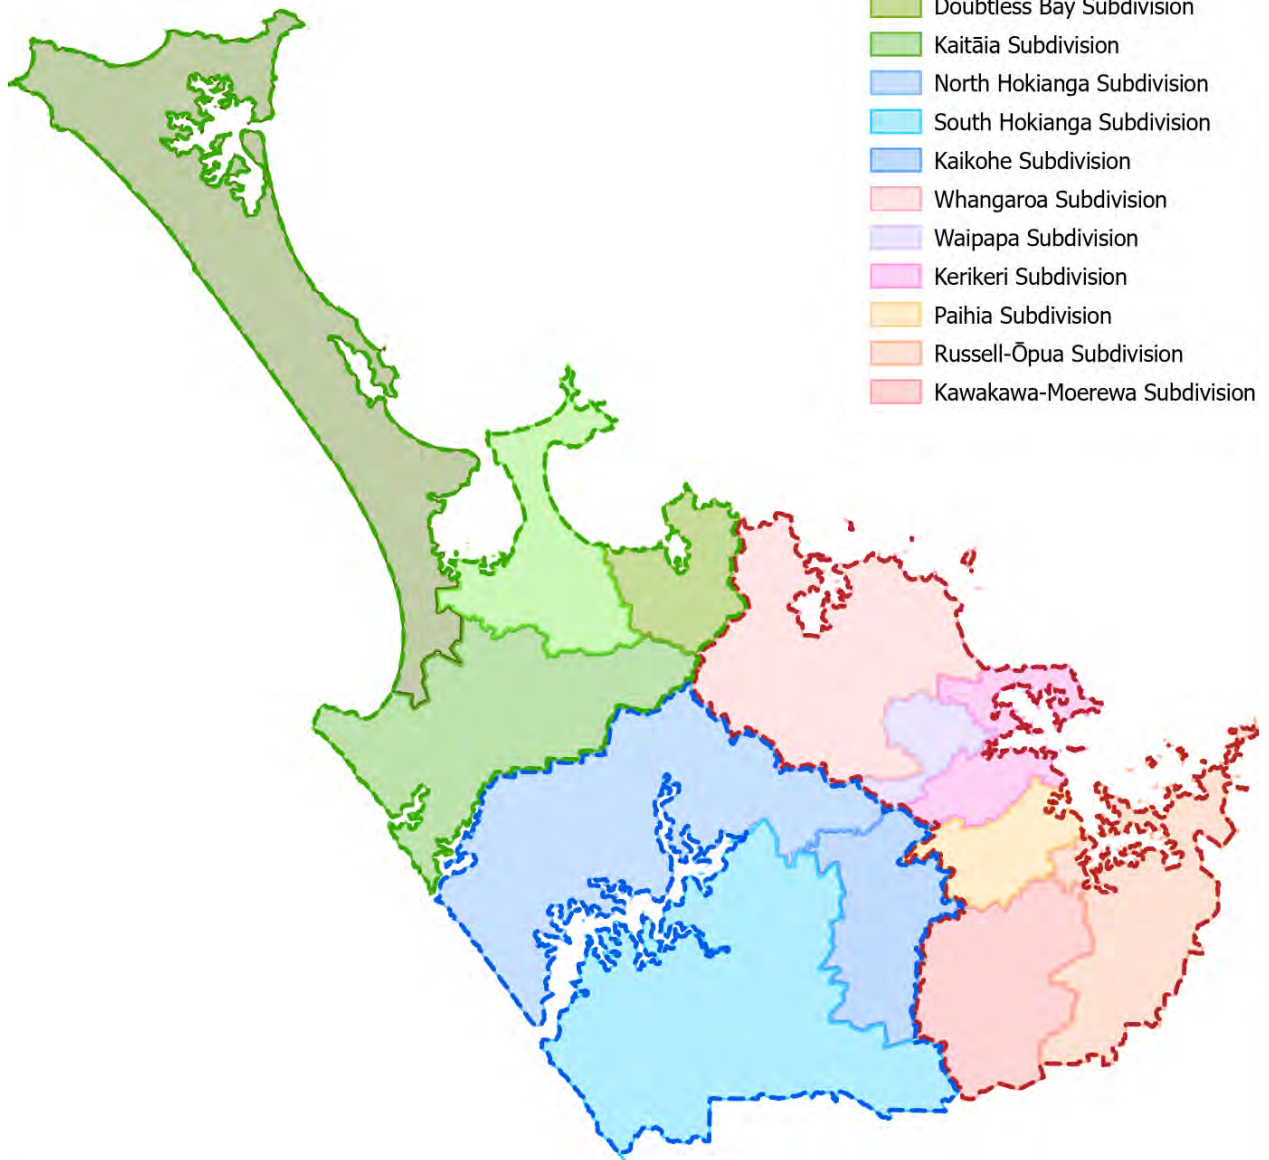 Doubtless Bay Subdivision
Kaitāia Subdivision
North Hokianga Subdivision
South Hokianga Subdivision
Kaikohe Subdivision
Whangaroa Subdivision
Waipapa Subdivision
Kerikeri Subdivision
Paihia Subdivision
Russell-Ōpua Subdivision
Kawakawa-Moerewa Subdivision